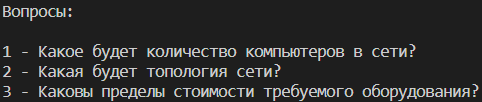 Вопросы:
1 - Какое будет количество компьютеров в сети?
2 - Какая будет топология сети?
3 - Каковы пределы стоимости требуемого оборудования?